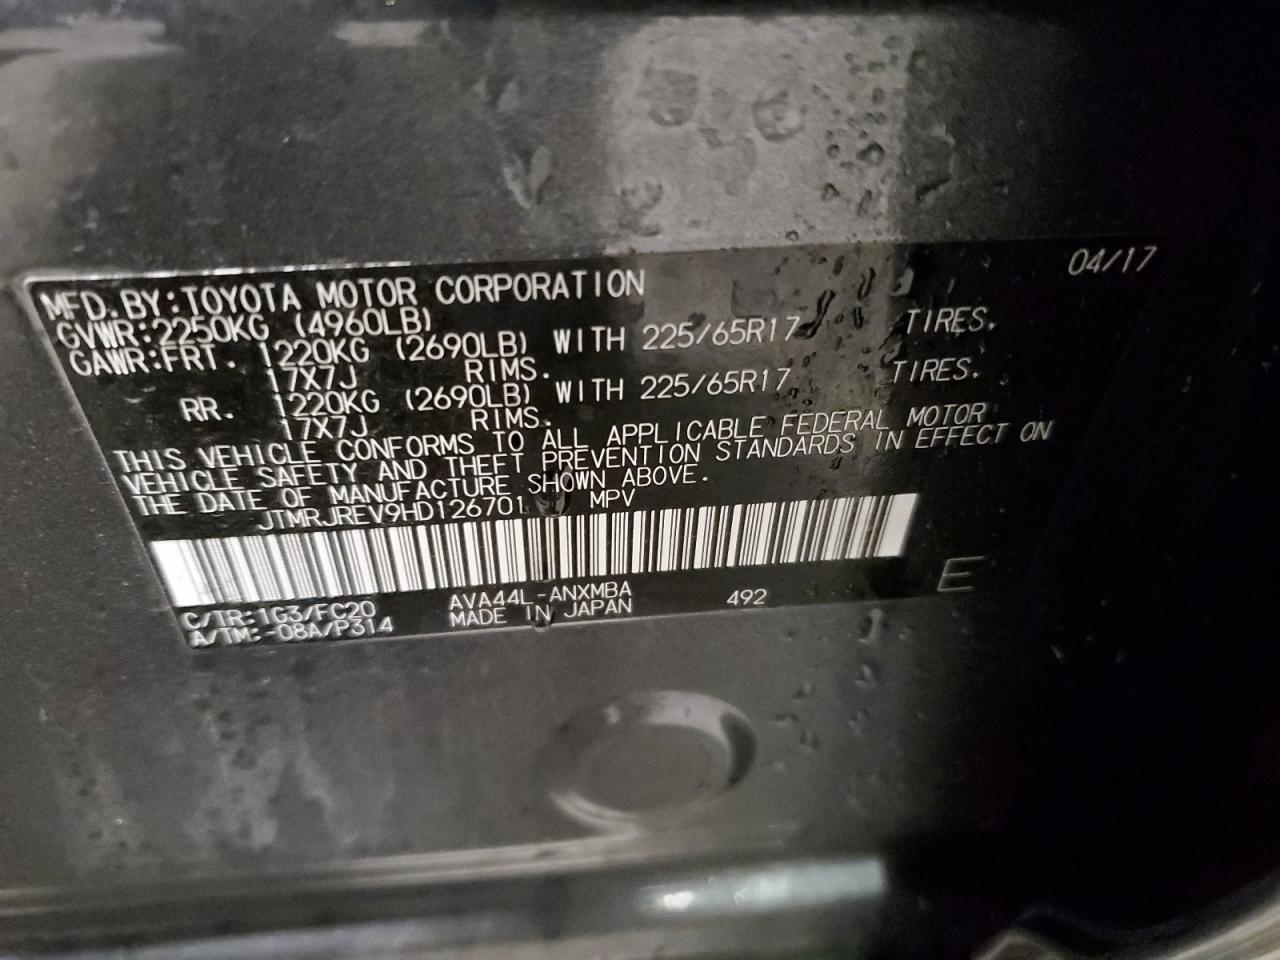 04/17
MFD. BY: TOYOTA MOTOR CORPORATION
GVWR: 2250KG (4960LB)
GAWR: FRT. 1220KG (2690LB) WITH 225/65R17 TIRES.
17X7J RIMS.
RR. 1220KG (2690LB) WITH 225/65R17 TIRES.
17X7J RIMS.
THIS VEHICLE CONFORMS TO ALL APPLICABLE FEDERAL MOTOR
VEHICLE SAFETY AND THEFT PREVENTION STANDARDS IN EFFECT ON
THE DATE OF MANUFACTURE SHOWN ABOVE.
JTMRJREV9HD126701 MPV
C/TR: 1G3/FC20 AVA44L-ANXMBA 492 E
A/TM: -08A/P314 MADE IN JAPAN